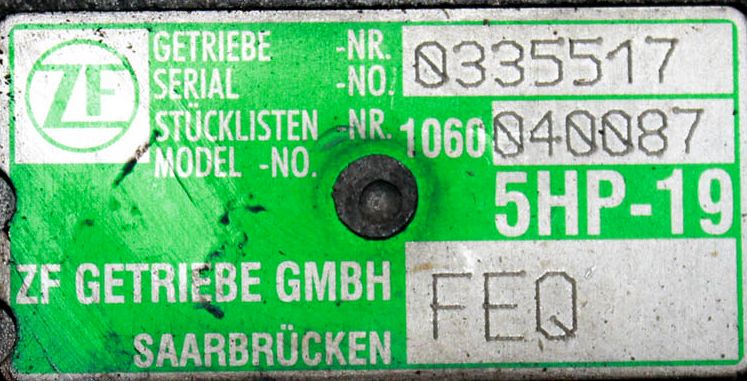 ZF
GETRIEBE -NR. 0335517
SERIAL -NO.
STÜCKLISTEN -NR. 1060 040087
MODEL -NO.
5HP-19
ZF GETRIEBE GMBH
SAARBRÜCKEN
FEQ